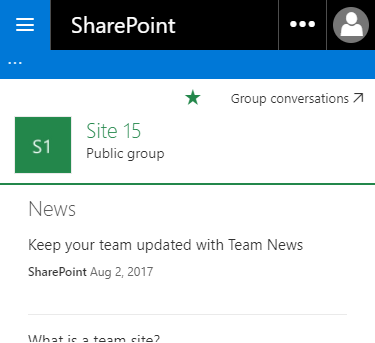 SharePoint
•••
...
Group conversations
S1
Site 15
Public group
News
Keep your team updated with Team News
SharePoint Aug 2, 2017
What is a team site?